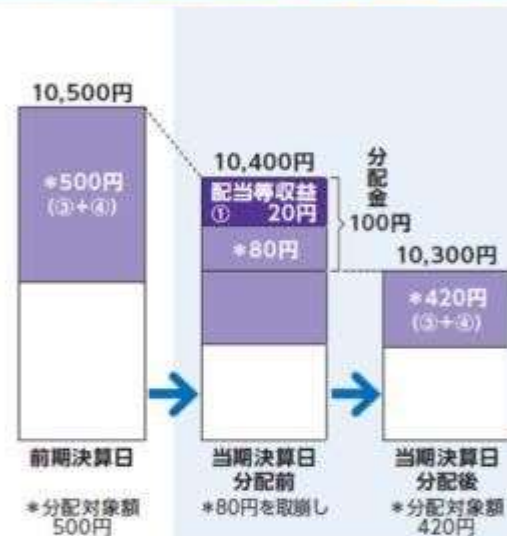 10,500円
*500円
(③+④)
10,400円
配当等収益
① 20円
*80円
分配金
100円
10,300円
*420円
(③+④)
前期決算日
当期決算日
分配前
当期決算日
分配後
*分配対象額
500円
*80円を取崩し
*分配対象額
420円